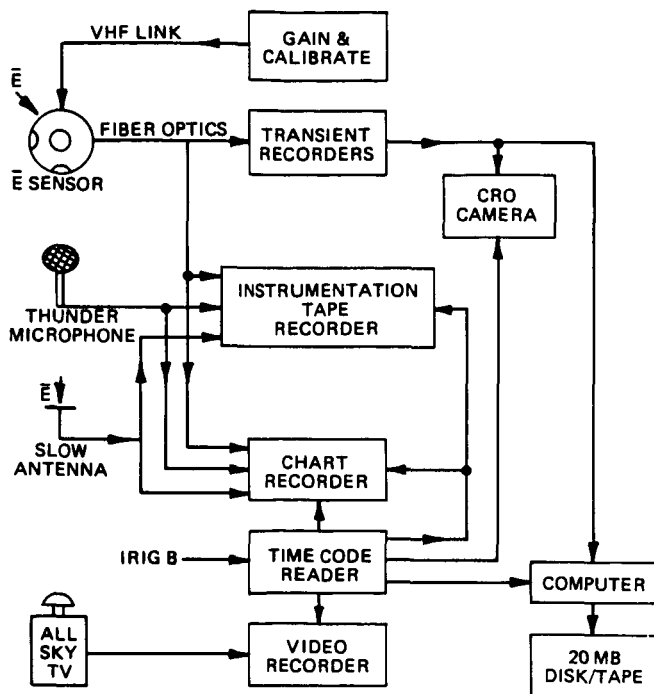 VHF LINK
GAIN &
CALIBRATE
E̅
FIBER OPTICS
E̅ SENSOR
TRANSIENT
RECORDERS
CRO
CAMERA
INSTRUMENTATION
TAPE
RECORDER
THUNDER
MICROPHONE
E̅
SLOW
ANTENNA
CHART
RECORDER
IRIG B
TIME CODE
READER
COMPUTER
ALL
SKY
TV
VIDEO
RECORDER
20 MB
DISK/TAPE